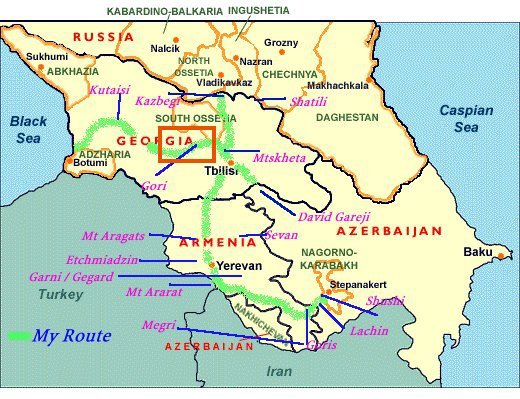 KABARDINO-BALKARIA
INGUSHETIA
RUSSIA
Sukhumi
Nalcik
Grozny
Nazran
ABKHAZIA
NORTH
OSSETIA
CHECHNYA
Vladikavkaz
Makhachkala
Kutaisi
Kazbegi
Shatili
Black
Sea
Caspian
Sea
SOUTH OSSETIA
DAGHESTAN
GEORGIA
ADZHARIA
Botumi
Mtskheta
Tbilisi
Gori
David Gareji
AZERBAIJAN
Mt Aragats
ARMENIA
Sevan
Etchmiadzin
Yerevan
NAGORNO-
KARABAKH
Baku
Garni / Gegard
Stepanakert
Turkey
Mt Ararat
Shushi
NAKHICHEVAN
Megri
Lachin
My Route
AZERBAIJAN
Goris
Iran